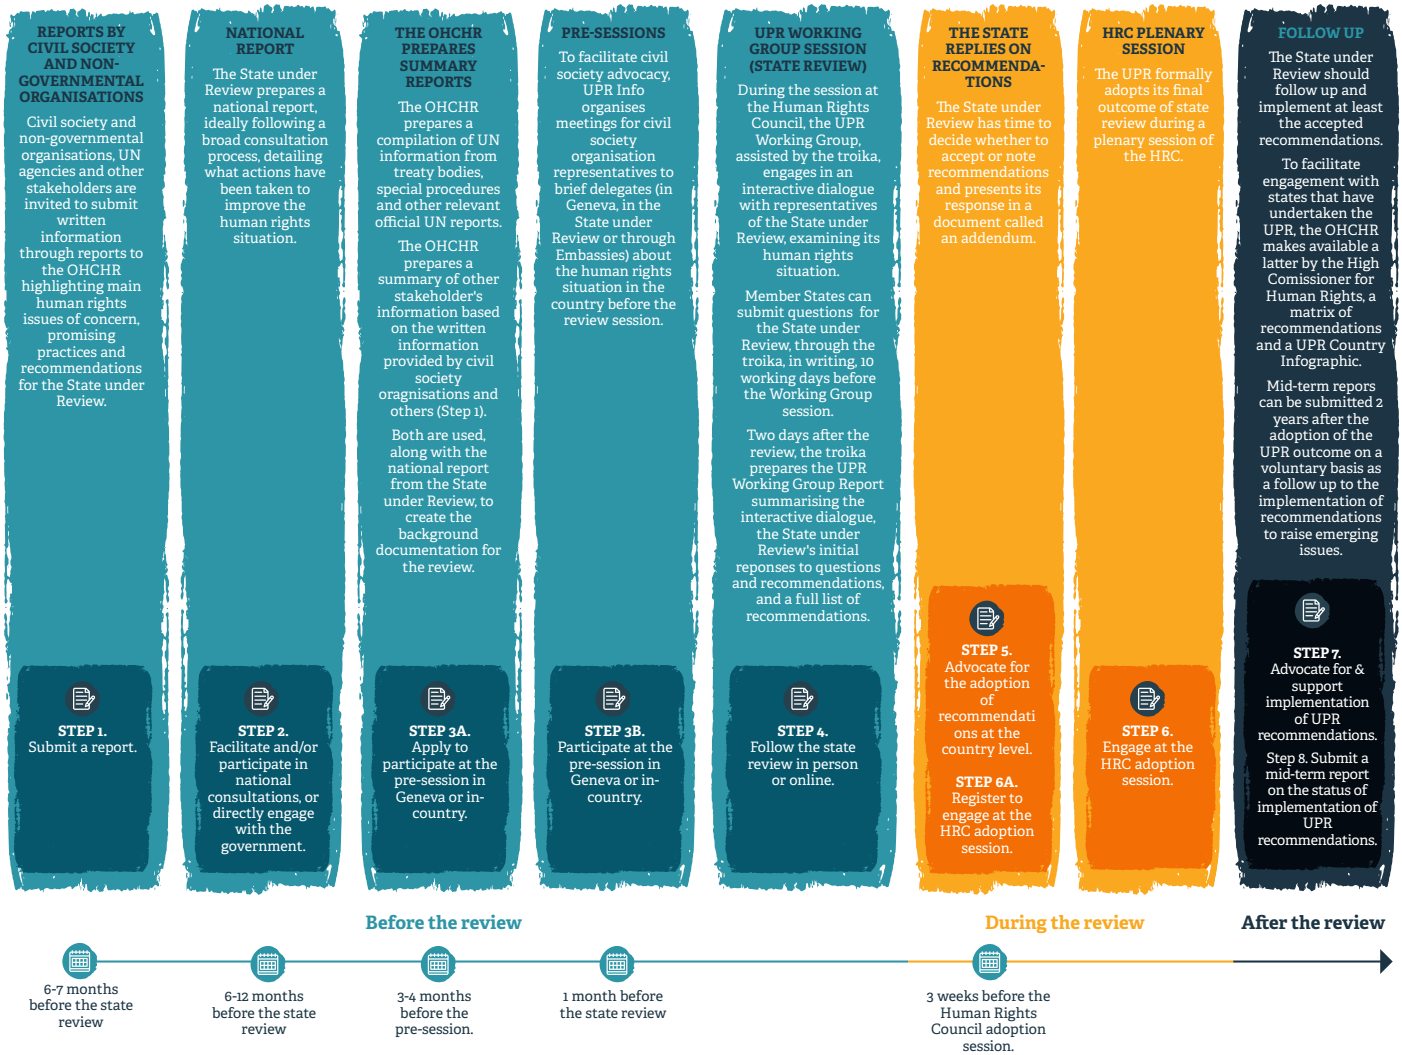 REPORTS BY
CIVIL SOCIETY
AND NON-
GOVERNMENTAL
ORGANISATIONS
Civil society and
non-governmental
organisations, UN
agencies and other
stakeholders are
invited to submit
written
information
through reports to
the OHCHR
highlighting main
human rights
issues of concern,
promising
practices and
recommendations
for the State under
Review.
STEP 1.
Submit a report.
NATIONAL
REPORT
The State under
Review prepares a
national report,
ideally following a
broad consultation
process, detailing
what actions have
been taken to
improve the
human rights
situation.
STEP 2.
Facilitate and/or
participate in
national
consultations, or
directly engage
with the
government.
THE OHCHR
PREPARES
SUMMARY
REPORTS
The OHCHR
prepares a
compilation of UN
information from
treaty bodies,
special procedures
and other relevant
official UN reports.
The OHCHR
prepares a
summary of other
stakeholder's
information based
on the written
information
provided by civil
society
oragnisations and
others (Step 1).
Both are used,
along with the
national report
from the State
under Review, to
create the
background
documentation for
the review.
STEP 3A.
Apply to
participate at the
pre-session in
Geneva or in-
country.
PRE-SESSIONS
To facilitate civil
society advocacy,
UPR Info
organises
meetings for civil
society
organisation
representatives to
brief delegates (in
Geneva, in the
State under
Review or through
Embassies) about
the human rights
situation in the
country before the
review session.
STEP 3B.
Participate at the
pre-session in
Geneva or in-
country.
UPR WORKING
GROUP SESSION
(STATE REVIEW)
During the session at
the Human Rights
Council, the UPR
Working Group,
assisted by the troika,
engages in an
interactive dialogue
with representatives
of the State under
Review, examining its
human rights
situation.
Member States can
submit questions for
the State under
Review, through the
troika, in writing, 10
working days before
the Working Group
session.
Two days after the
review, the troika
prepares the UPR
Working Group Report
summarising the
interactive dialogue,
the State under
Review's initial
reponses to questions
and recommendations,
and a full list of
recommendations.
STEP 4.
Follow the state
review in person
or online.
THE STATE
REPLIES ON
RECOMMENDA-
TIONS
The State under
Review has time to
decide whether to
accept or note
recommendations
and presents its
response in a
document called
an addendum.
STEP 5.
Advocate for
the adoption
of
recommendati
ons at the
country level.
STEP 6A.
Register to
engage at the
HRC adoption
session.
HRC PLENARY
SESSION
The UPR formally
adopts its final
outcome of state
review during a
plenary session of
the HRC.
STEP 6.
Engage at the
HRC adoption
session.
FOLLOW UP
The State under
Review should
follow up and
implement at least
the accepted
recommendations.
To facilitate
engagement with
states that have
undertaken the
UPR, the OHCHR
makes available a
latter by the High
Comissioner for
Human Rights, a
matrix of
recommendations
and a UPR Country
Infographic.
Mid-term repors
can be submitted 2
years after the
adoption of the
UPR outcome on a
voluntary basis as
a follow up to the
implementation of
recommendations
to raise emerging
issues.
STEP 7.
Advocate for &
support
implementation
of UPR
recommendations.
Step 8. Submit a
mid-term report
on the status of
implementation of
UPR
recommendations.
Before the review
During the review
After the review
6-7 months
before the state
review
6-12 months
before the state
review
3-4 months
before the
pre-session.
1 month before
the state review
3 weeks before the
Human Rights
Council adoption
session.